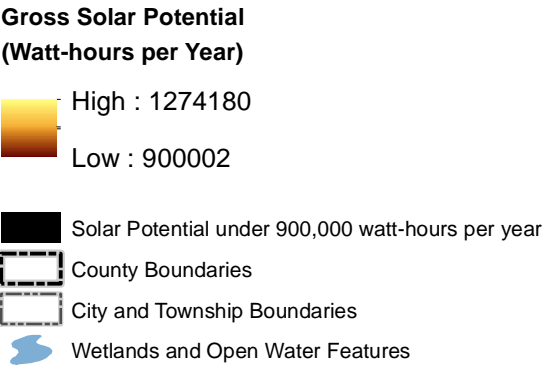 Gross Solar Potential
(Watt-hours per Year)
High : 1274180
Low : 900002
Solar Potential under 900,000 watt-hours per year
County Boundaries
City and Township Boundaries
Wetlands and Open Water Features